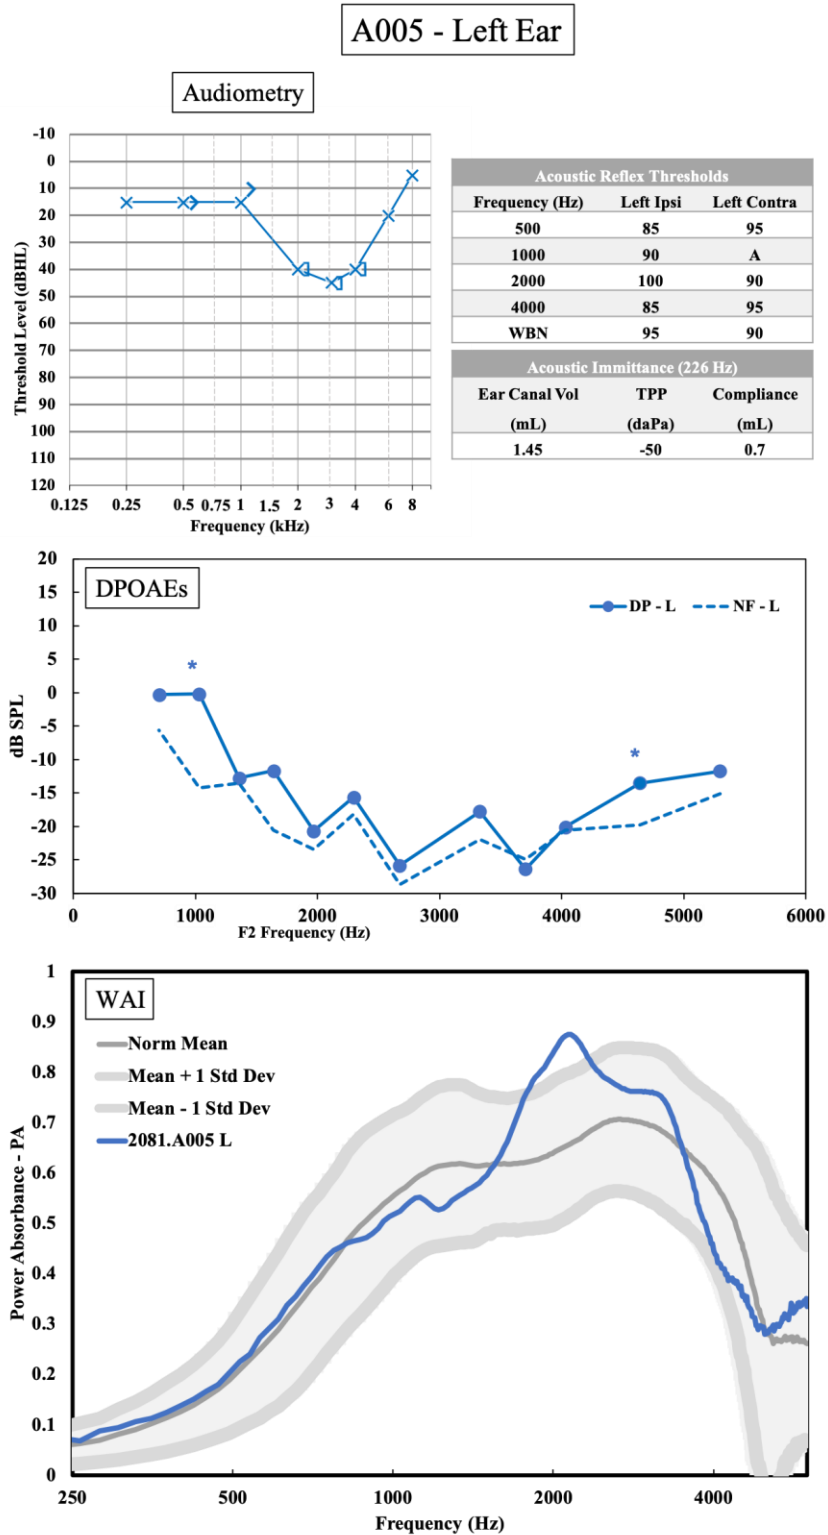 A005 - Left Ear
Audiometry
-10
0
10
20
30
40
50
60
70
80
90
100
110
120
Threshold Level (dBHL)
0.125 0.25 0.5 0.75 1 1.5 2 3 4 6 8
Frequency (kHz)
Acoustic Reflex Thresholds
Frequency (Hz) Left Ipsi Left Contra
500 85 95
1000 90 A
2000 100 90
4000 85 95
WBN 95 90
Acoustic Immittance (226 Hz)
Ear Canal Vol TPP Compliance
(mL) (daPa) (mL)
1.45 -50 0.7
DPOAEs
DP - L NF - L
20
15
10
5
0
-5
-10
-15
-20
-25
-30
dB SPL
* *
0 1000 2000 3000 4000 5000 6000
F2 Frequency (Hz)
WAI
Norm Mean
Mean + 1 Std Dev
Mean - 1 Std Dev
2081.A005 L
1
0.9
0.8
0.7
0.6
0.5
0.4
0.3
0.2
0.1
0
Power Absorbance - PA
250 500 1000 2000 4000
Frequency (Hz)